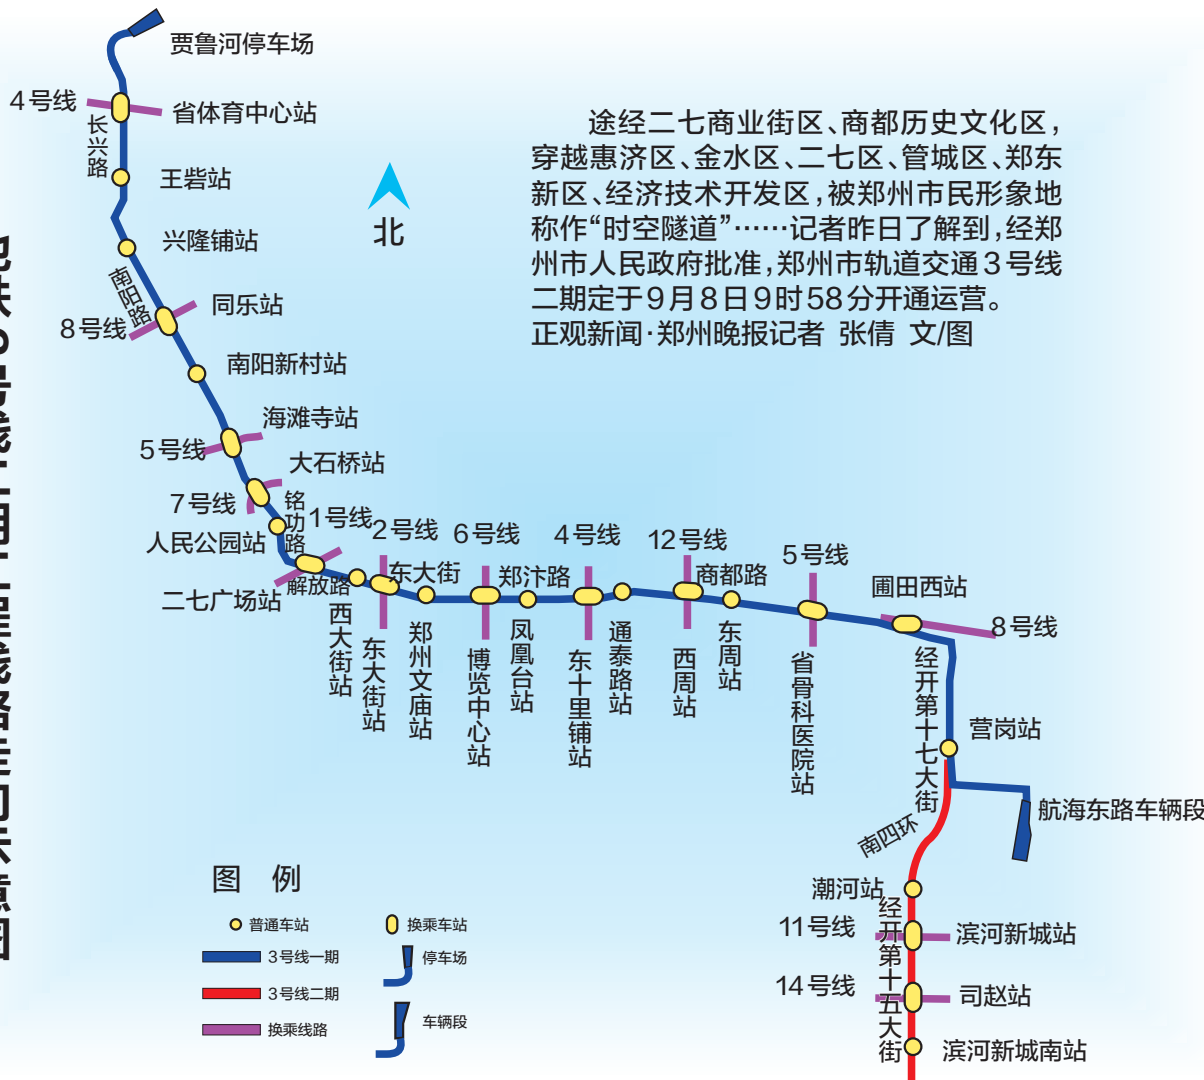 贾鲁河停车场
4号线
省体育中心站
长兴路
王砦站
兴隆铺站
南阳路
同乐站
8号线
南阳新村站
海滩寺站
5号线
大石桥站
7号线
铭功路
人民公园站
1号线
二七广场站
解放路
2号线
东大街
6号线
郑汴路
4号线
12号线
商都路
5号线
圃田西站
8号线
西大街站
东大街站
郑州文庙站
博览中心站
凤凰台站
东十里铺站
通泰路站
西周站
东周站
省骨科医院站
经开第十七大街
营岗站
航海东路车辆段
南四环
潮河站
经开第十五大街
11号线
滨河新城站
14号线
司赵站
滨河新城南站
北
途经二七商业街区、商都历史文化区，
穿越惠济区、金水区、二七区、管城区、郑东
新区、经济技术开发区，被郑州市民形象地
称作“时空隧道”……记者昨日了解到，经郑
州市人民政府批准，郑州市轨道交通3号线
二期定于9月8日9时58分开通运营。
正观新闻·郑州晚报记者 张倩 文/图
图 例
普通车站
换乘车站
3号线一期
停车场
3号线二期
车辆段
换乘线路